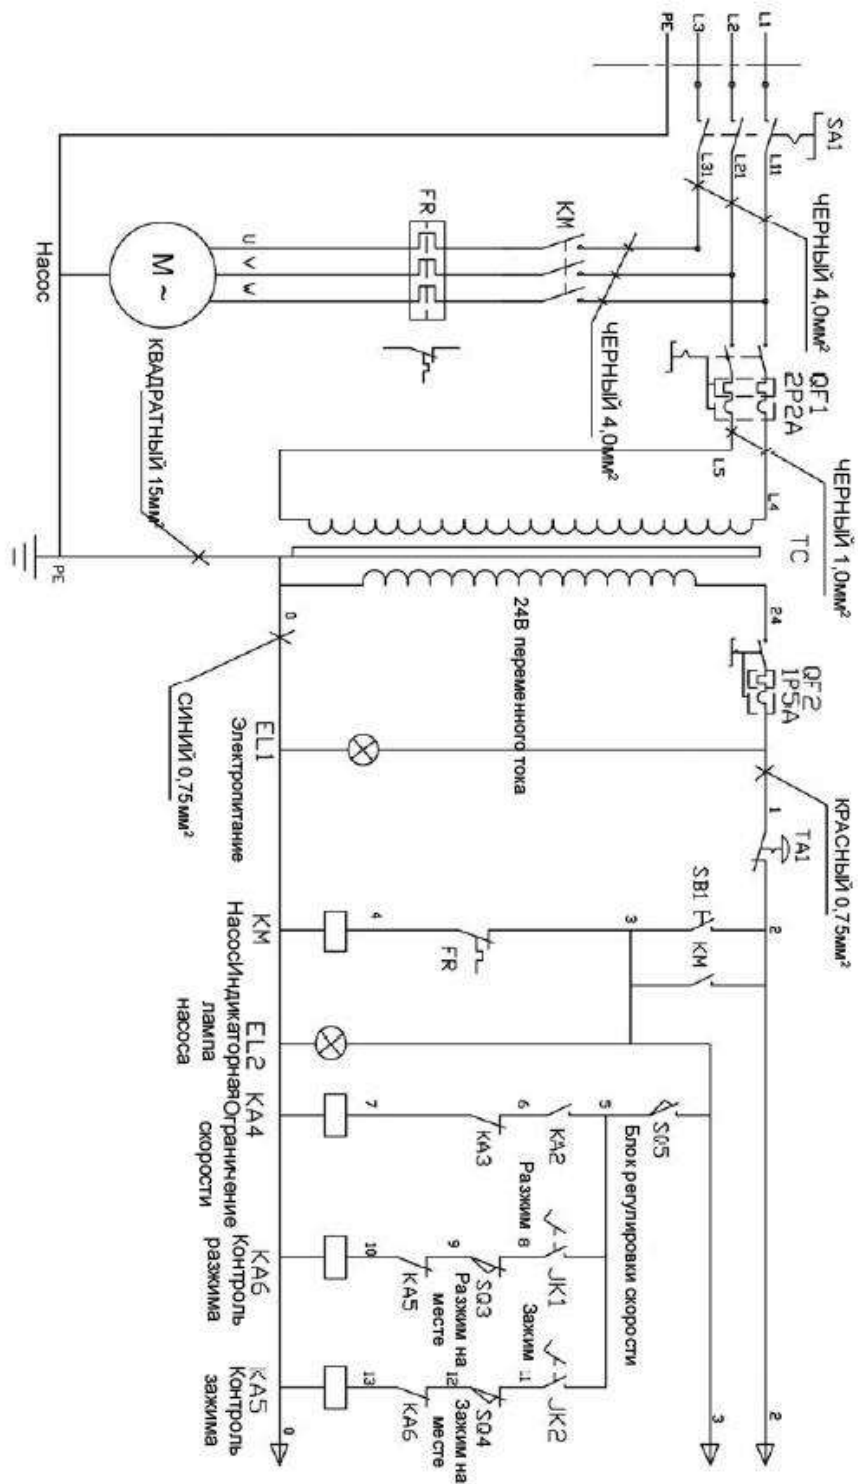 PE
L3
L2
L1
SA1
L31
L21
L11
ЧЕРНЫЙ 4,0мм²
Насос
M ~
U
V
W
FR
KM
ЧЕРНЫЙ 4,0мм²
QF1
2P2A
КВАДРАТНЫЙ 15мм²
L5
L4
ЧЕРНЫЙ 1,0мм²
PE
TC
0
24
24В переменного тока
QF2
1P5A
СИНИЙ 0,75мм²
EL1
Электропитание
1
КРАСНЫЙ 0,75мм²
TA1
KM
Насос
4
FR
3
SB1
KM
2
EL2
Индикаторная
лампа
насоса
KA4
Ограничение
скорости
7
KA3
6
KA2
5
SQ5
Блок регулировки скорости
KA6
Контроль
разжима
10
KA5
9
SQ3
Разжим на
месте
Разжим 8
JK1
KA5
Контроль
зажима
13
KA6
12
SQ4
Зажим на
месте
Зажим 11
JK2
0
3
2